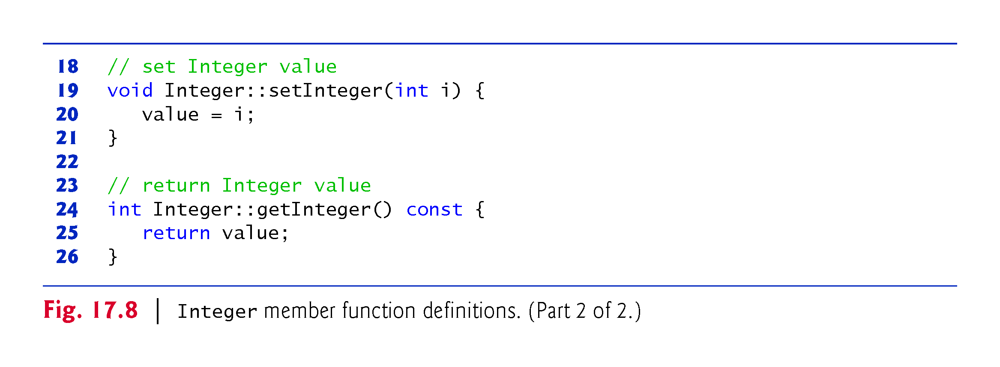 18 // set Integer value
19 void Integer::setInteger(int i) {
20    value = i;
21 }
22
23 // return Integer value
24 int Integer::getInteger() const {
25    return value;
26 }
Fig. 17.8 | Integer member function definitions. (Part 2 of 2.)